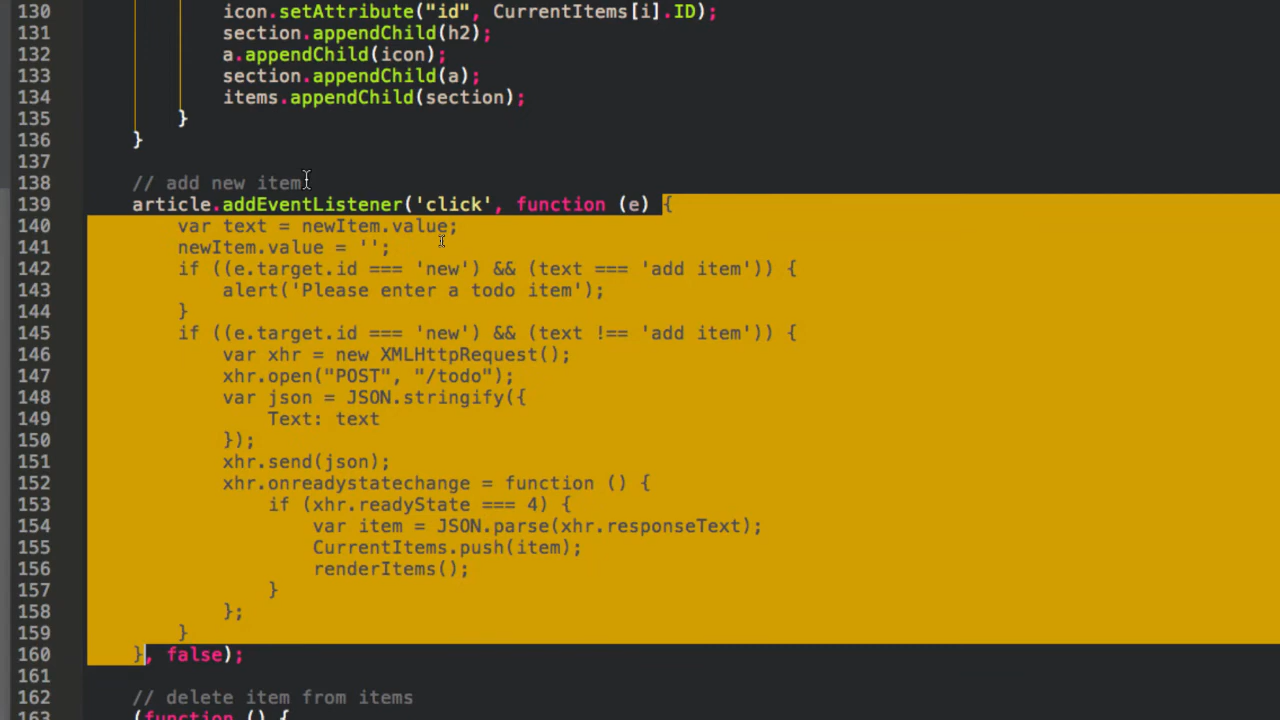 130 icon.setAttribute("id", CurrentItems[i].ID);
131 section.appendChild(h2);
132 a.appendChild(icon);
133 section.appendChild(a);
134 items.appendChild(section);
135 }
136 }
137
138 // add new item
139 article.addEventListener('click', function (e) {
140 var text = newItem.value;
141 newItem.value = '';
142 if ((e.target.id === 'new') && (text === 'add item')) {
143 alert('Please enter a todo item');
144 }
145 if ((e.target.id === 'new') && (text !== 'add item')) {
146 var xhr = new XMLHttpRequest();
147 xhr.open("POST", "/todo");
148 var json = JSON.stringify({
149 Text: text
150 });
151 xhr.send(json);
152 xhr.onreadystatechange = function () {
153 if (xhr.readyState === 4) {
154 var item = JSON.parse(xhr.responseText);
155 CurrentItems.push(item);
156 renderItems();
157 }
158 };
159 }
160 }, false);
161
162 // delete item from items
163 (function () {